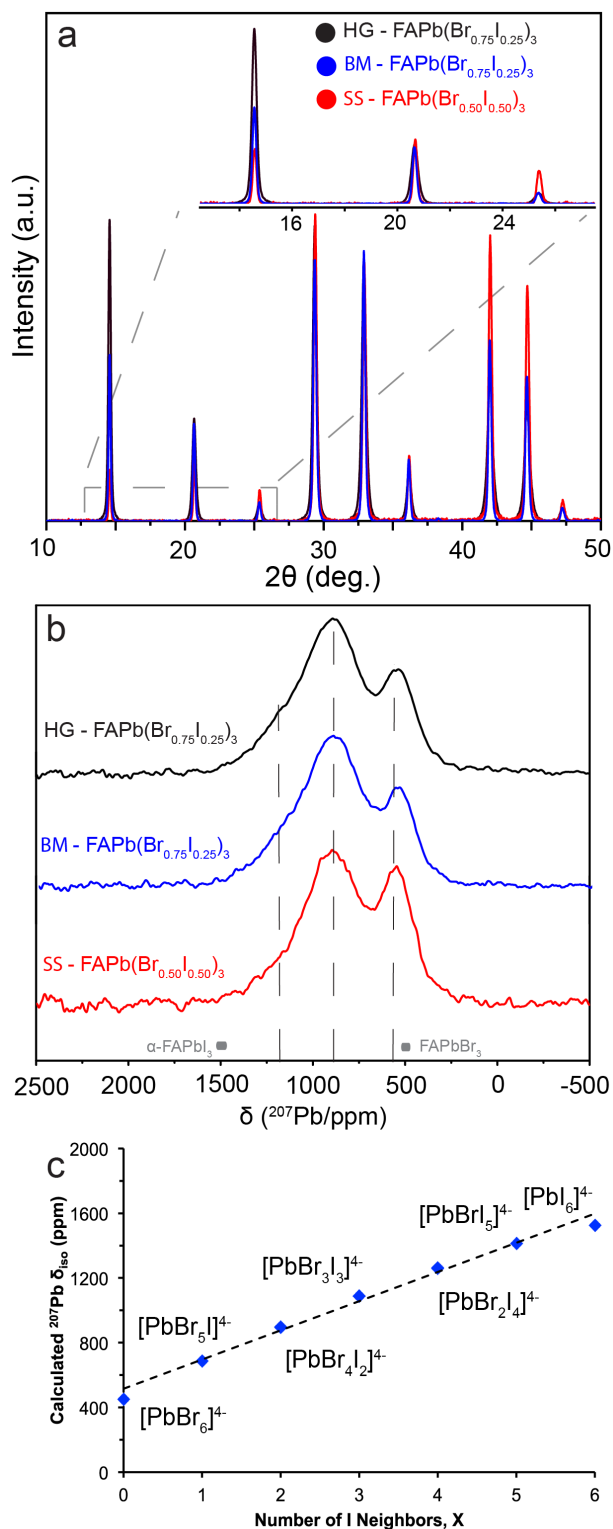 a
HG - FAPb(Br₀.₇₅I₀.₂₅)₃
BM - FAPb(Br₀.₇₅I₀.₂₅)₃
SS - FAPb(Br₀.₅₀I₀.₅₀)₃
16 20 24
Intensity (a.u.)
10 20 30 40 50
2θ (deg.)
b
HG - FAPb(Br₀.₇₅I₀.₂₅)₃
BM - FAPb(Br₀.₇₅I₀.₂₅)₃
SS - FAPb(Br₀.₅₀I₀.₅₀)₃
α-FAPbI₃ FAPbBr₃
2500 2000 1500 1000 500 0 -500
δ (²⁰⁷Pb/ppm)
c
2000
1600
1200
800
400
0
Calculated ²⁰⁷Pb δiso (ppm)
[PbI₆]⁴⁻
[PbBrI₅]⁴⁻
[PbBr₃I₃]⁴⁻
[PbBr₂I₄]⁴⁻
[PbBr₅I]⁴⁻
[PbBr₄I₂]⁴⁻
[PbBr₆]⁴⁻
0 1 2 3 4 5 6
Number of I Neighbors, X